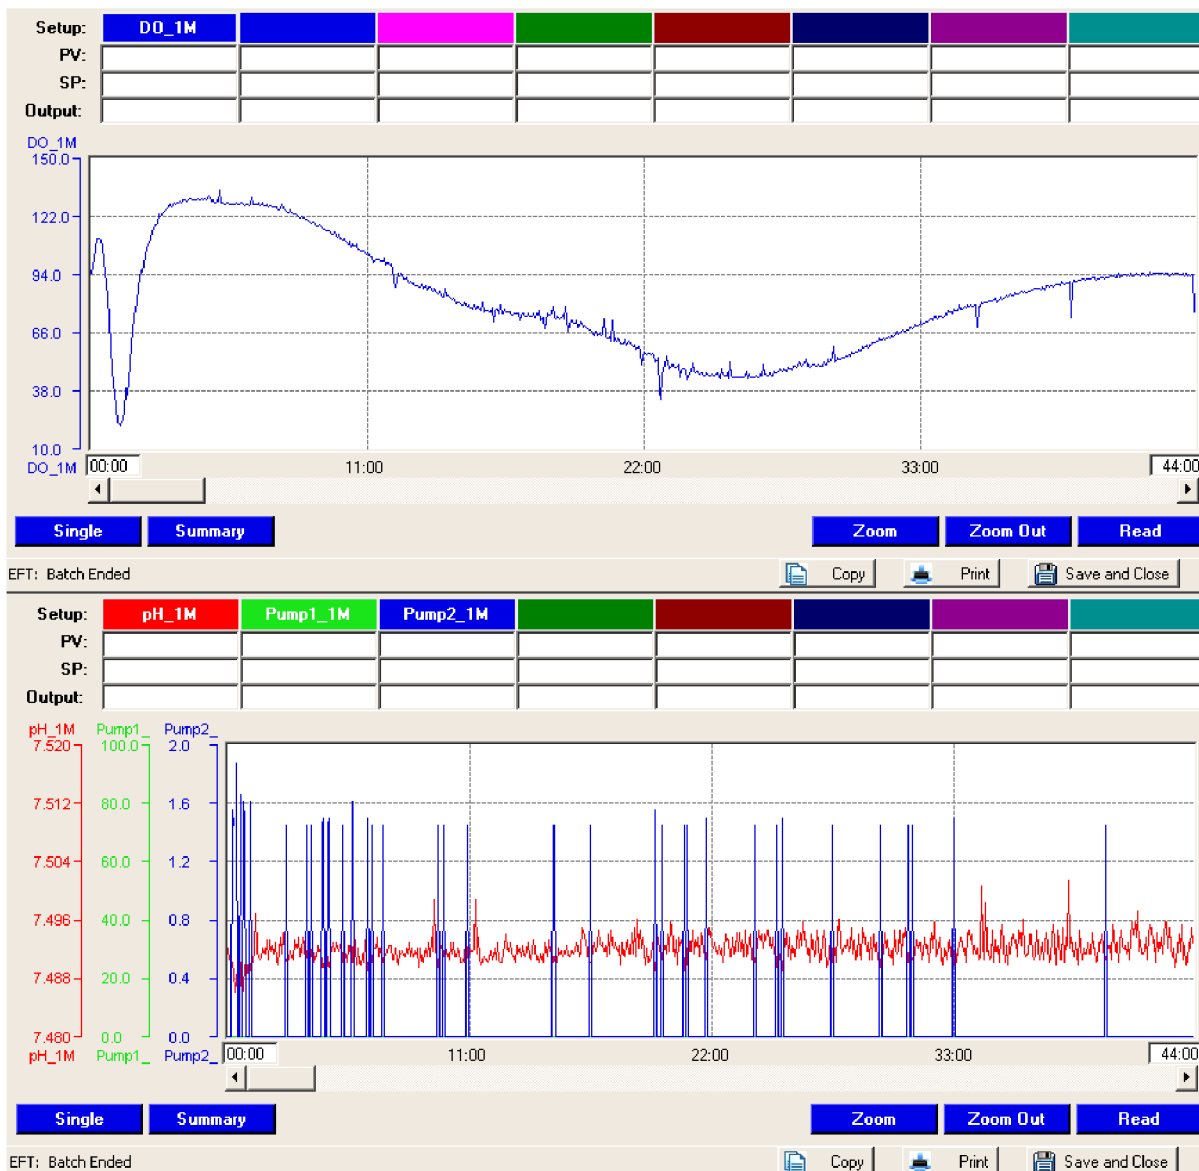 Setup: DO_1M
PV:
SP:
Output:
DO_1M
150.0
122.0
94.0
66.0
38.0
10.0
DO_1M 00:00 11:00 22:00 33:00 44:00
Single Summary Zoom Zoom Out Read
EFT: Batch Ended Copy Print Save and Close
Setup: pH_1M Pump1_1M Pump2_1M
PV:
SP:
Output:
pH_1M Pump1_ Pump2_
7.520 100.0 2.0
7.512 80.0 1.6
7.504 60.0 1.2
7.496 40.0 0.8
7.488 20.0 0.4
7.480 0.0 0.0
pH_1M Pump1_ Pump2_ 00:00 11:00 22:00 33:00 44:00
Single Summary Zoom Zoom Out Read
EFT: Batch Ended Copy Print Save and Close